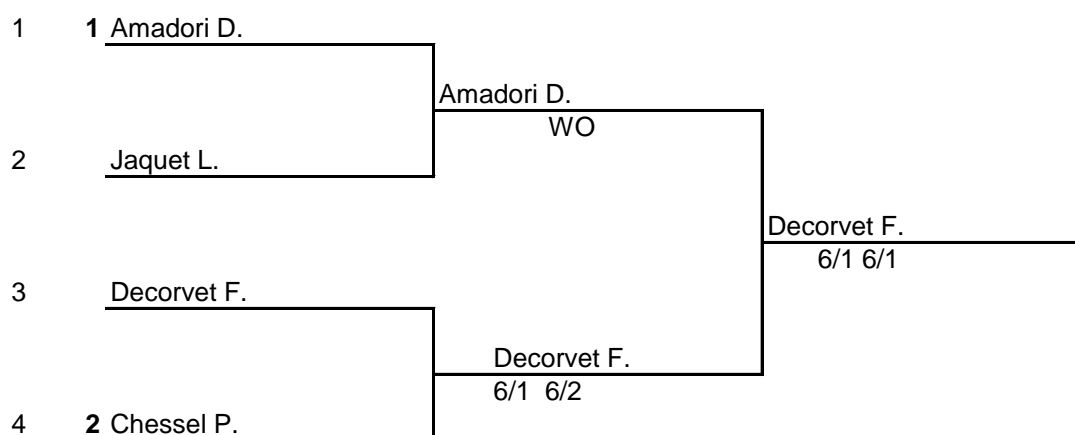 1 1 Amadori D.
Amadori D.
WO
2 Jaquet L.
Decorvet F.
6/1 6/1
3 Decorvet F.
Decorvet F.
6/1 6/2
4 2 Chessel P.